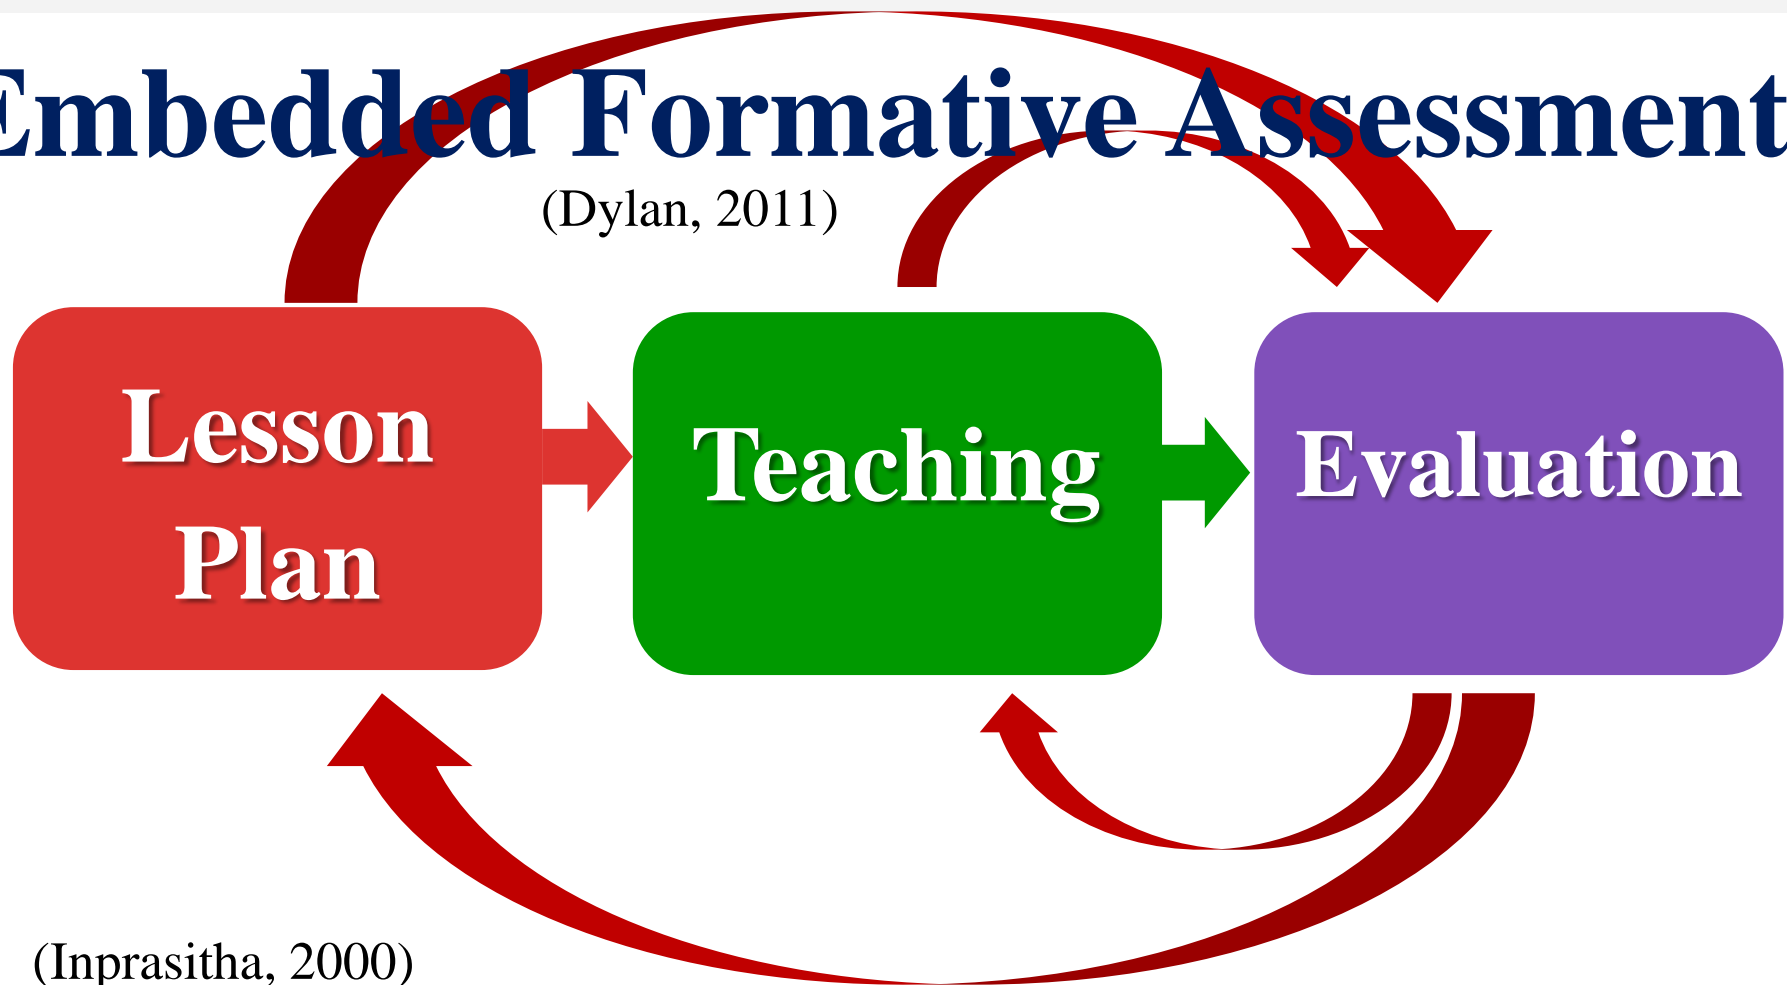 Embedded Formative Assessment
(Dylan, 2011)
Lesson
Plan
Teaching
Evaluation
(Inprasitha, 2000)